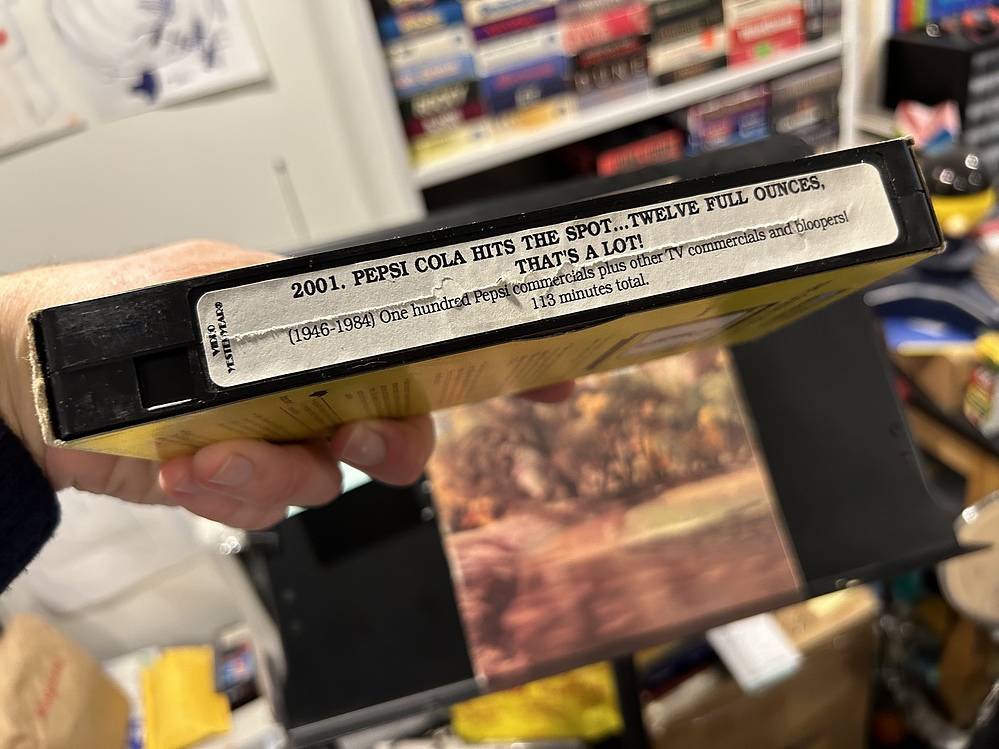 2001. PEPSI COLA HITS THE SPOT...TWELVE FULL OUNCES,
THAT'S A LOT!
(1946-1984) One hundred Pepsi commercials plus other TV commercials and bloopers!
113 minutes total.
VIDEO
YESTERYEAR®